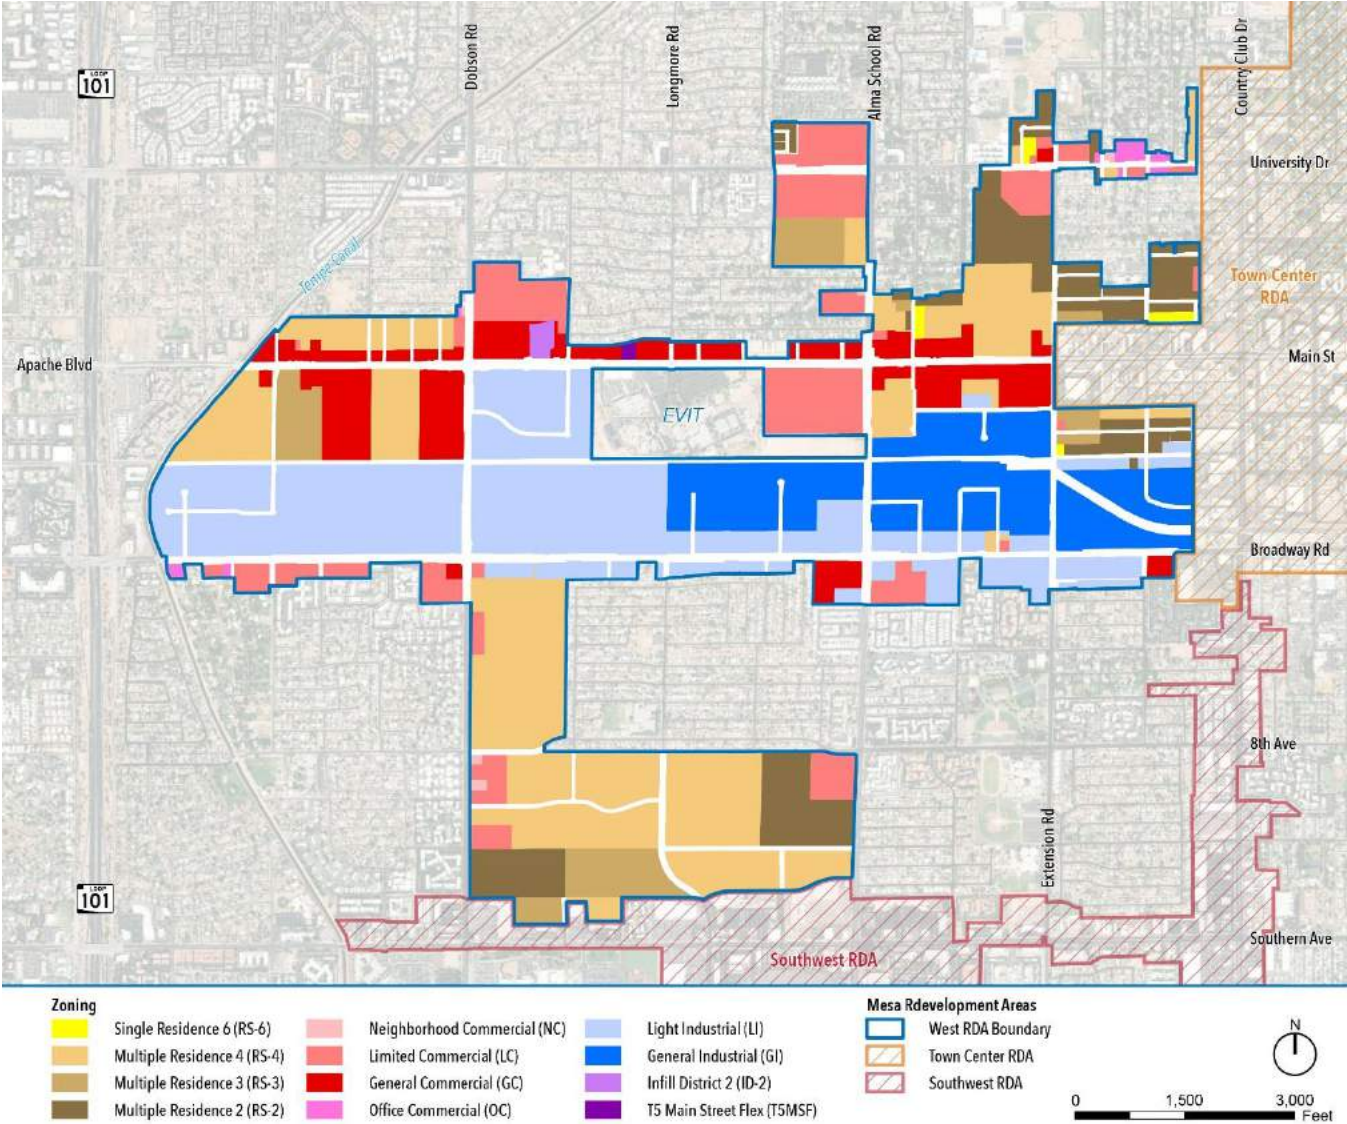 Dobson Rd
Longmore Rd
Alma School Rd
Country Club Dr
LOOP
101
University Dr
Tempe Canal
Town Center
RDA
Apache Blvd
Main St
EVIT
Broadway Rd
8th Ave
Extension Rd
LOOP
101
Southern Ave
Southwest RDA
Zoning
Single Residence 6 (RS-6)
Multiple Residence 4 (RS-4)
Multiple Residence 3 (RS-3)
Multiple Residence 2 (RS-2)
Neighborhood Commercial (NC)
Limited Commercial (LC)
General Commercial (GC)
Office Commercial (OC)
Light Industrial (LI)
General Industrial (GI)
Infill District 2 (ID-2)
T5 Main Street Flex (T5MSF)
Mesa Rdevelopment Areas
West RDA Boundary
Town Center RDA
Southwest RDA
N
0 1,500 3,000
Feet